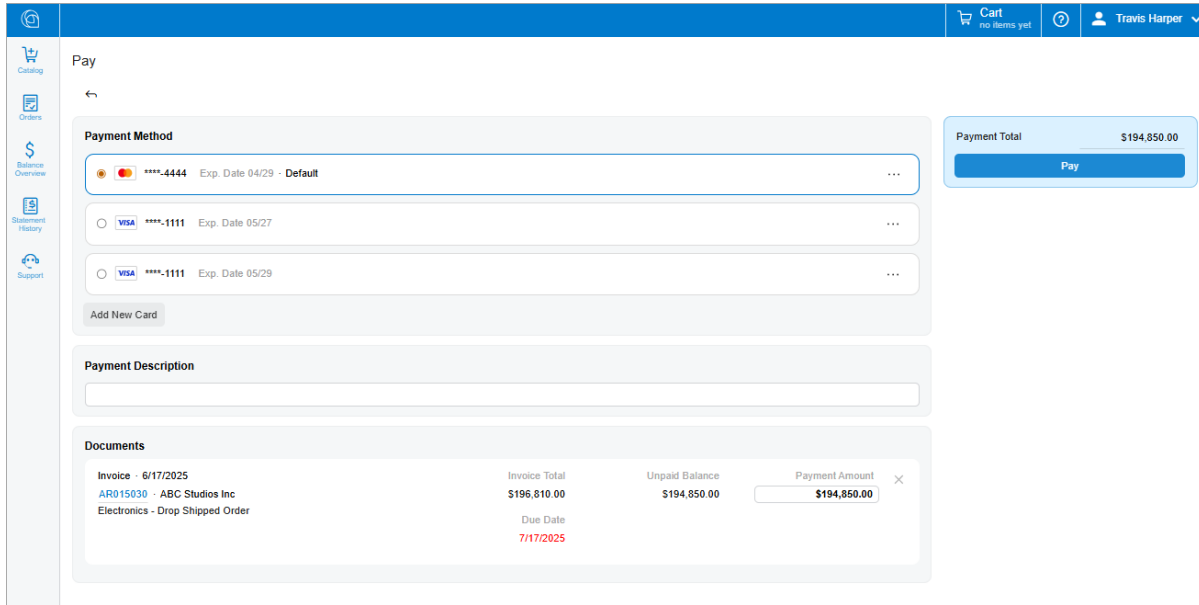 Cart
no items yet
Travis Harper
Catalog
Orders
Balance
Overview
Statement
History
Support
Pay
Payment Method
****-4444 Exp. Date 04/29 · Default ...
VISA ****-1111 Exp. Date 05/27 ...
VISA ****-1111 Exp. Date 05/29 ...
Add New Card
Payment Total $194,850.00
Pay
Payment Description
Documents
Invoice · 6/17/2025 Invoice Total Unpaid Balance Payment Amount
AR015030 · ABC Studios Inc $196,810.00 $194,850.00 $194,850.00
Electronics - Drop Shipped Order
Due Date
7/17/2025